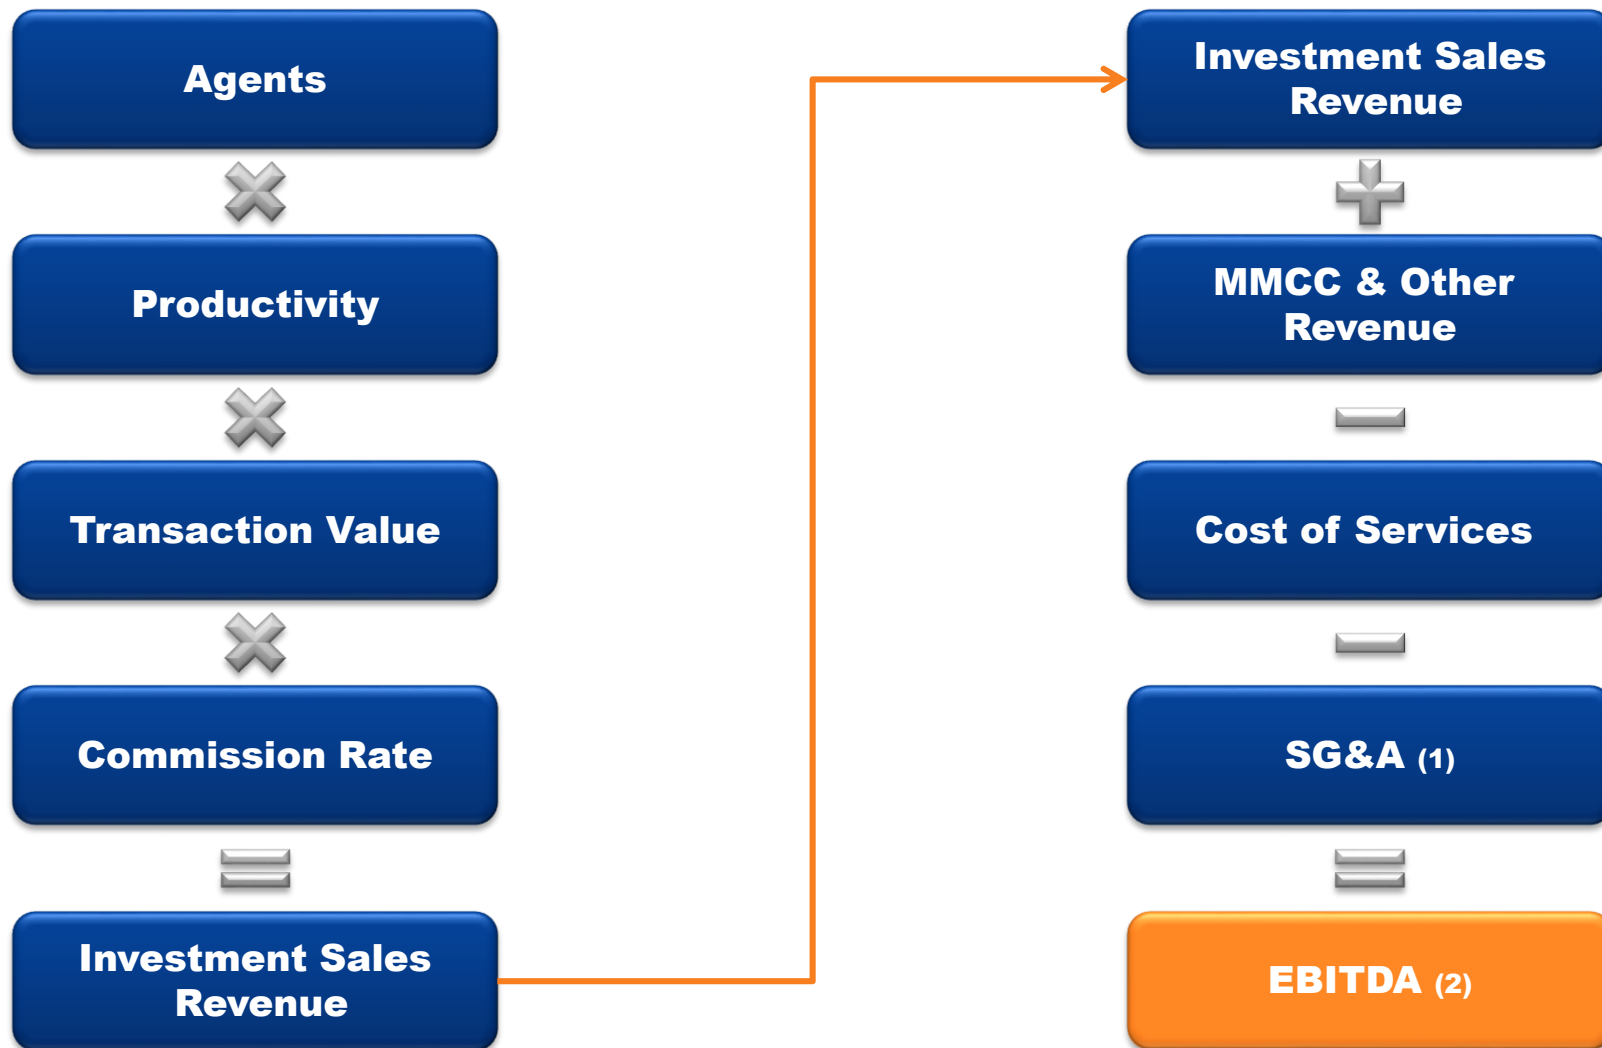 Agents
Productivity
Transaction Value
Commission Rate
Investment Sales
Revenue
Investment Sales
Revenue
MMCC & Other
Revenue
Cost of Services
SG&A (1)
EBITDA (2)